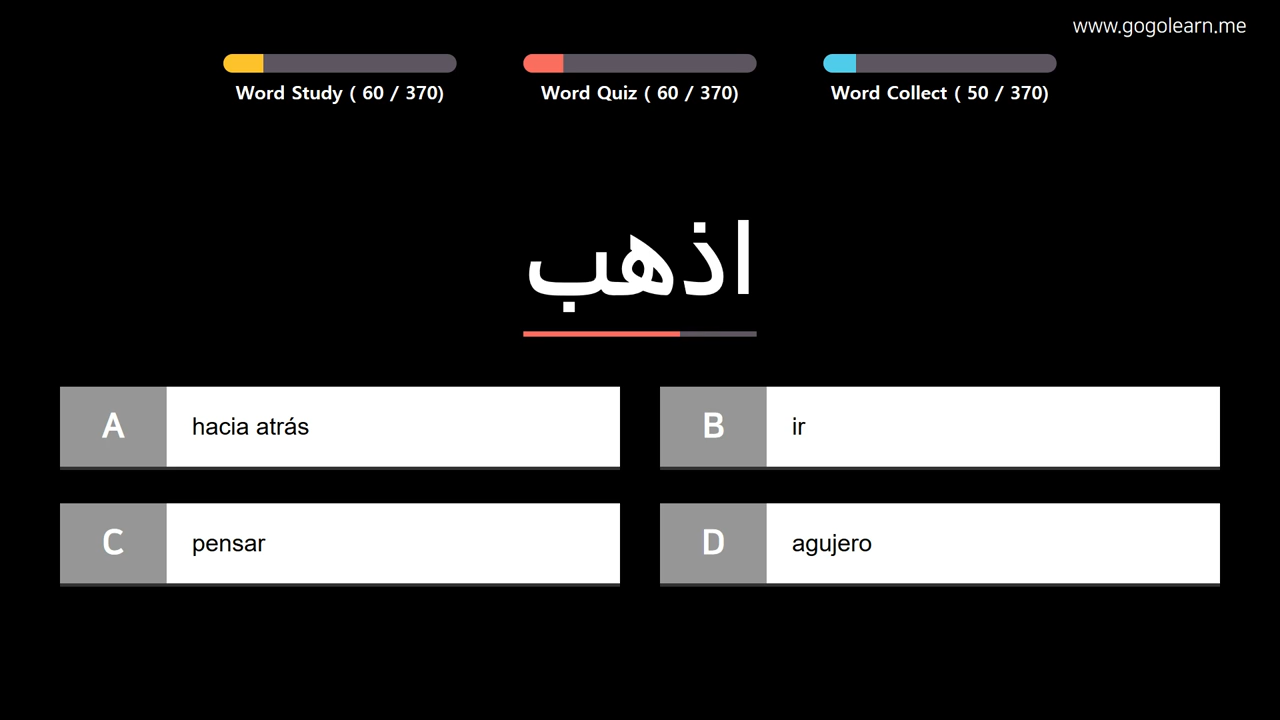 www.gogolearn.me
Word Study ( 60 / 370)
Word Quiz ( 60 / 370)
Word Collect ( 50 / 370)
اذهب
A hacia atrás
B ir
C pensar
D agujero